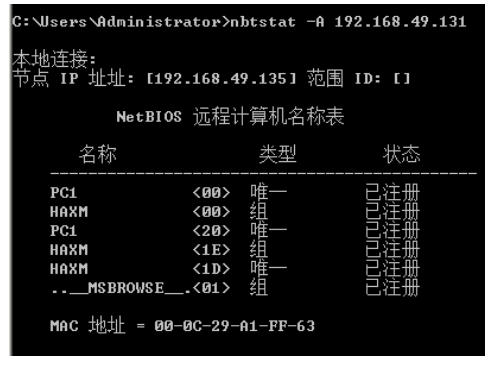 C:\Users\Administrator>nbtstat -A 192.168.49.131
本地连接:
节点 IP 址址: [192.168.49.135] 范围 ID: []
NetBIOS 远程计算机名称表
名称 类型 状态
---------------------------------------------
PC1 <00> 唯一 已注册
HAXM <00> 组 已注册
PC1 <20> 唯一 已注册
HAXM <1E> 组 已注册
HAXM <1D> 唯一 已注册
..__MSBROWSE__.<01> 组 已注册
MAC 地址 = 00-0C-29-A1-FF-63